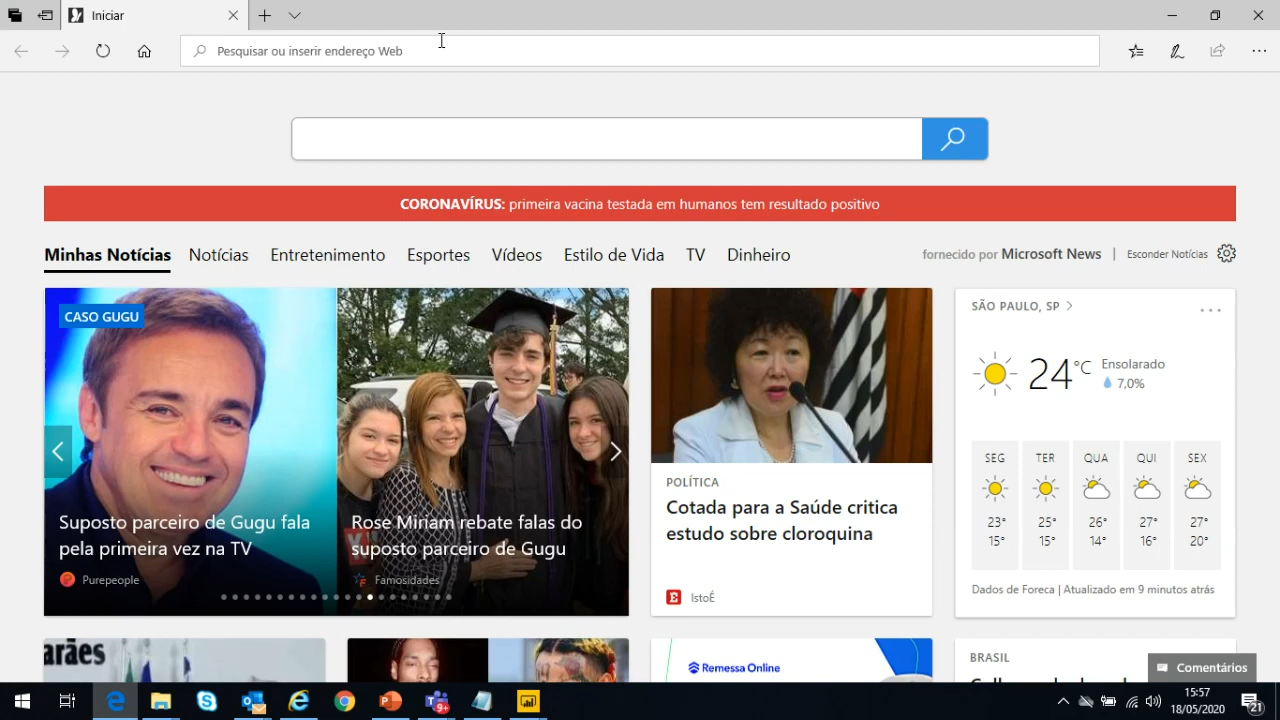 Iniciar
Pesquisar ou inserir endereço Web
CORONAVÍRUS: primeira vacina testada em humanos tem resultado positivo
Minhas Notícias Notícias Entretenimento Esportes Vídeos Estilo de Vida TV Dinheiro
fornecido por Microsoft News | Esconder Notícias
CASO GUGU
Suposto parceiro de Gugu fala
pela primeira vez na TV
Purepeople
Rose Miriam rebate falas do
suposto parceiro de Gugu
Famosidades
POLÍTICA
Cotada para a Saúde critica
estudo sobre cloroquina
IstoÉ
SÃO PAULO, SP
24°C
Ensolarado
7,0%
SEG TER QUA QUI SEX
23° 25° 26° 27° 27°
15° 15° 14° 16° 20°
Dados de Foreca | Atualizado em 9 minutos atrás
arães
Remessa Online
BRASIL
Comentários
9+
15:57
18/05/2020
21